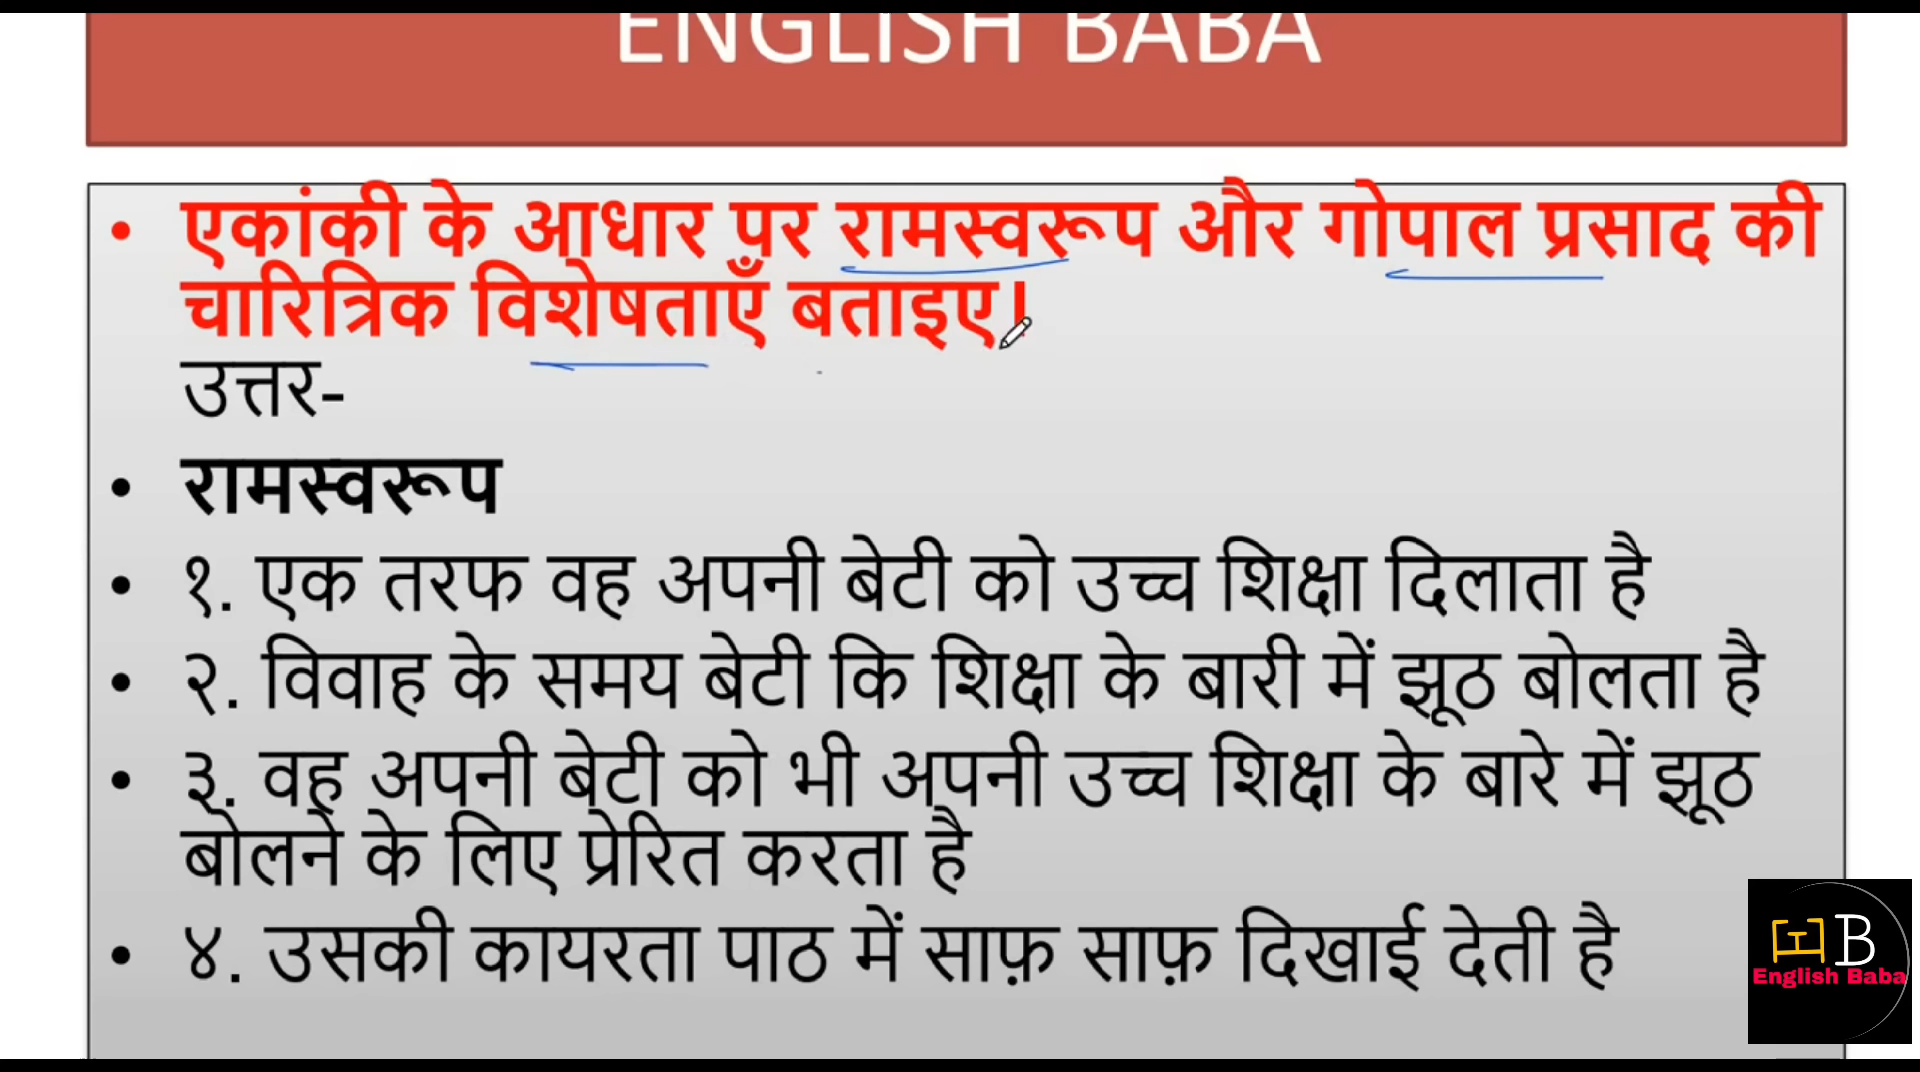 ENGLISH BABA
एकांकी के आधार पर रामस्वरूप और गोपाल प्रसाद की
चारित्रिक विशेषताएँ बताइए।
उत्तर-
रामस्वरूप
१. एक तरफ वह अपनी बेटी को उच्च शिक्षा दिलाता है
२. विवाह के समय बेटी कि शिक्षा के बारी में झूठ बोलता है
३. वह अपनी बेटी को भी अपनी उच्च शिक्षा के बारे में झूठ
बोलने के लिए प्रेरित करता है
४. उसकी कायरता पाठ में साफ़ साफ़ दिखाई देती है
B
English Baba